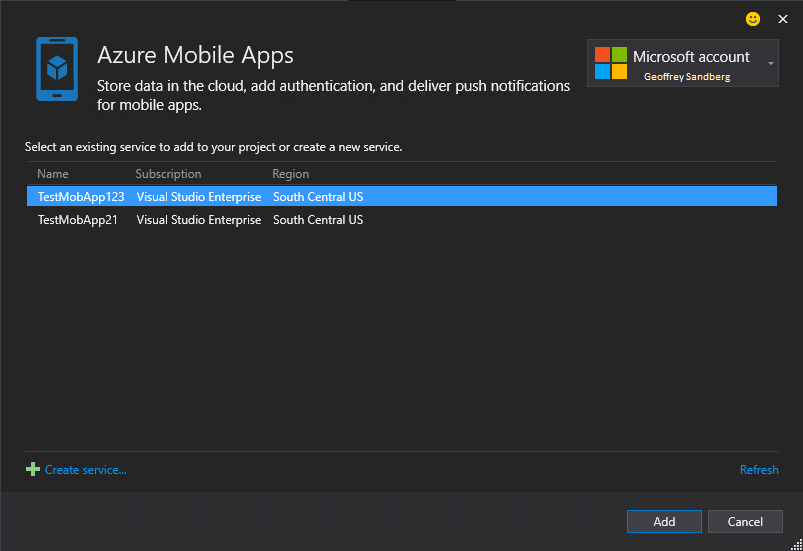 Azure Mobile Apps
Store data in the cloud, add authentication, and deliver push notifications
for mobile apps.
Microsoft account
Geoffrey Sandberg
Select an existing service to add to your project or create a new service.
Name Subscription Region
TestMobApp123 Visual Studio Enterprise South Central US
TestMobApp21 Visual Studio Enterprise South Central US
Create service...
Refresh
Add Cancel